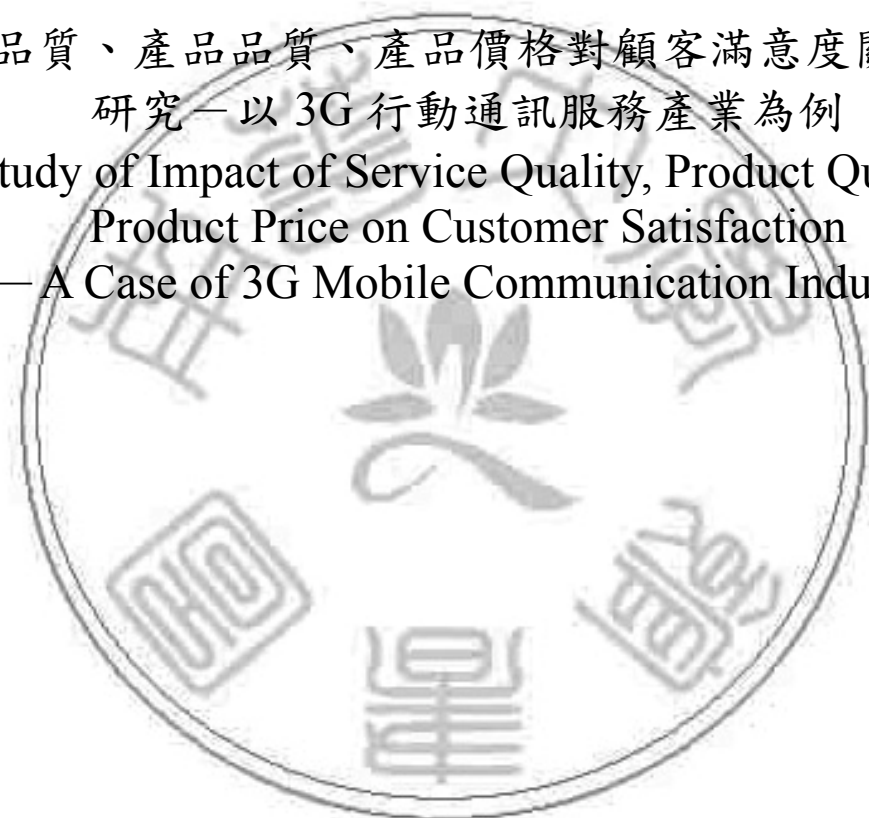 品質、產品品質、產品價格對顧客滿意度
研究－以 3G 行動通訊服務產業為例
tudy of Impact of Service Quality, Product Qu
Product Price on Customer Satisfaction
－A Case of 3G Mobile Communication Indu